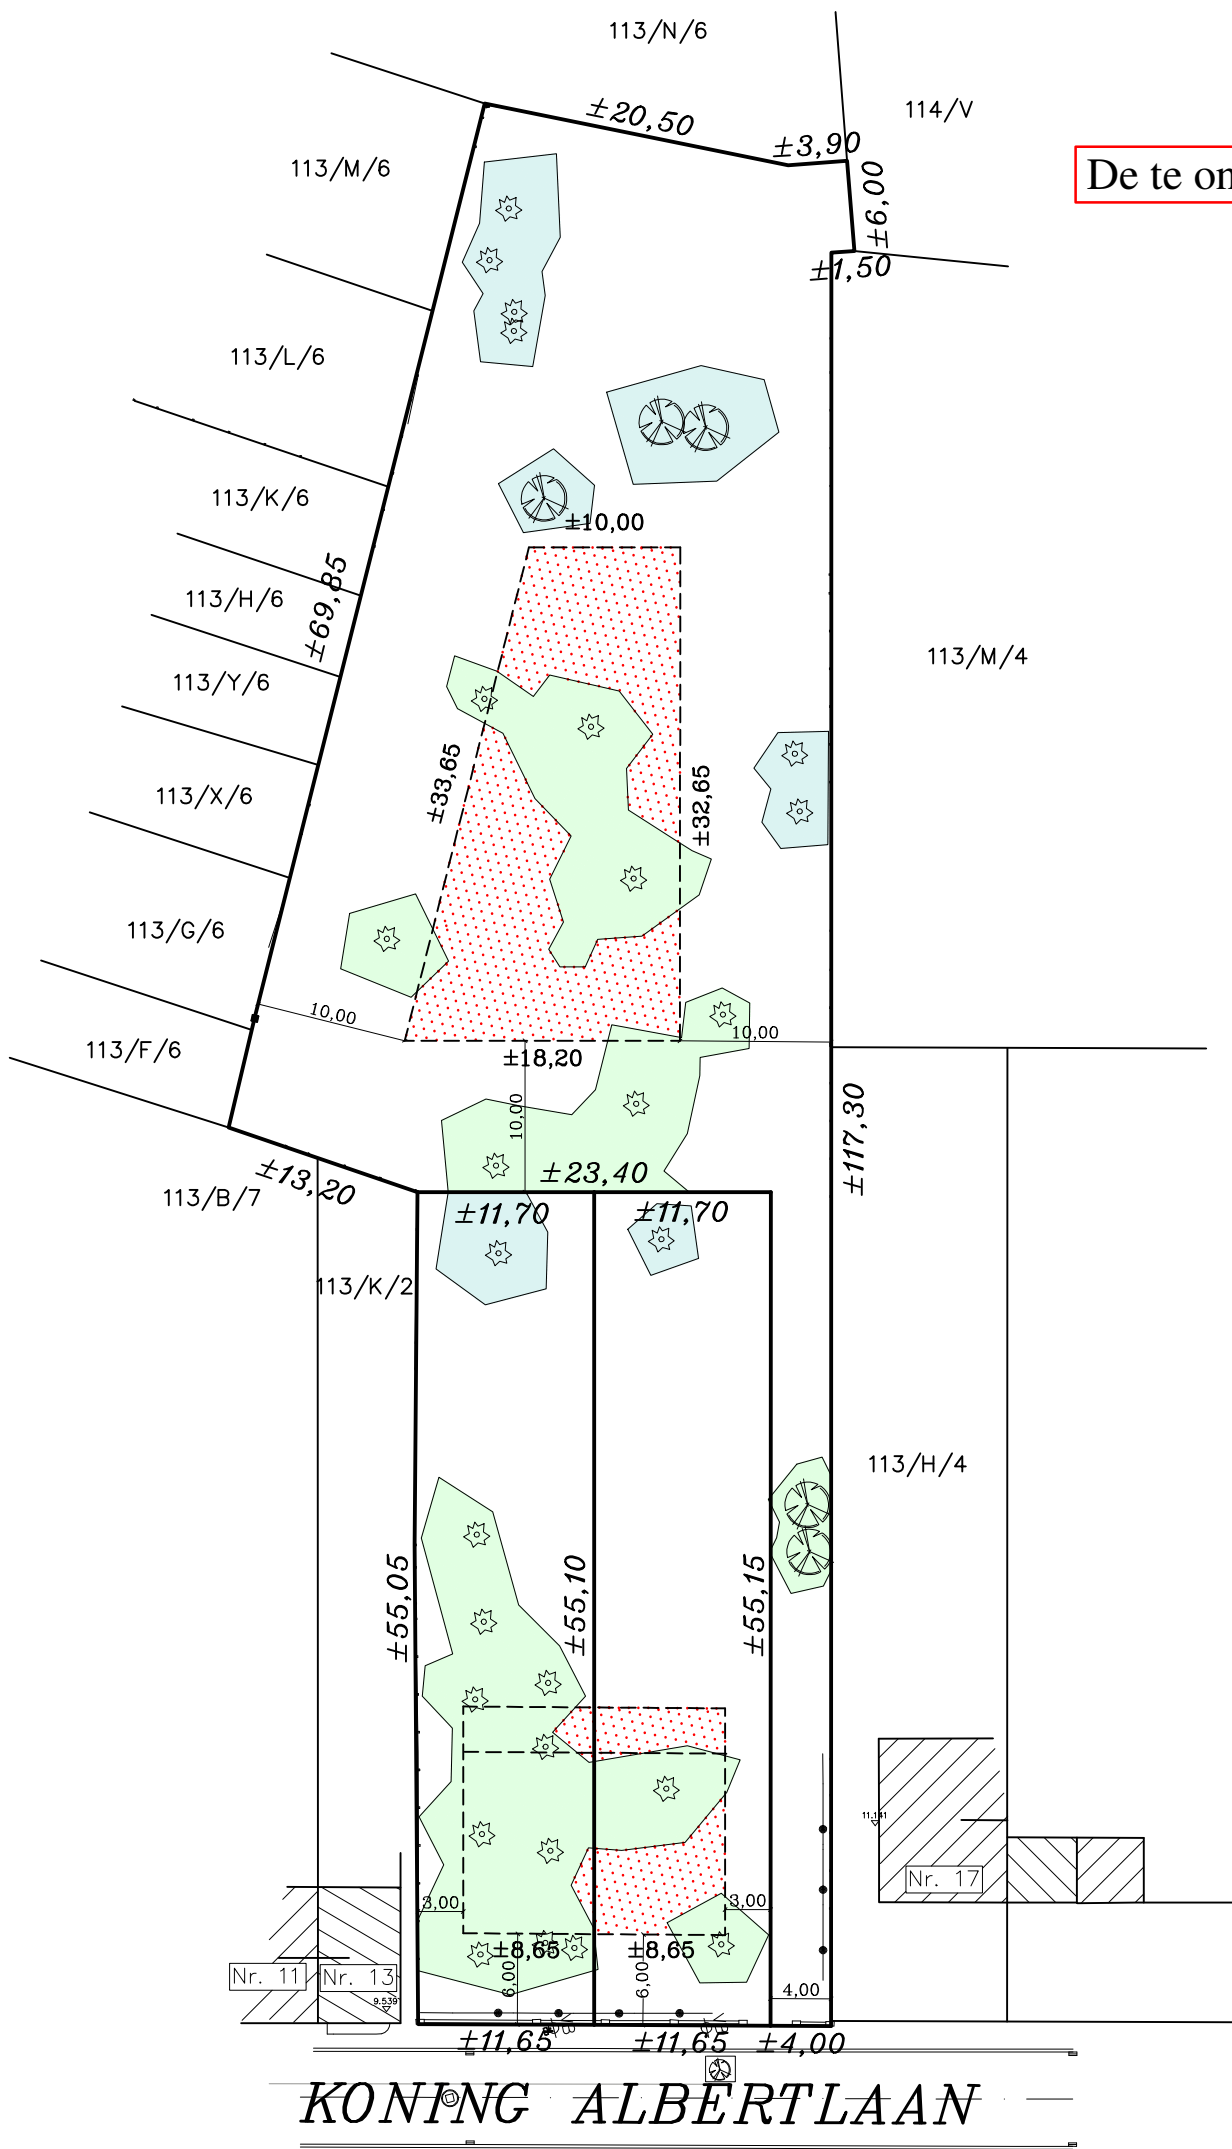 113/N/6
±20,50
114/V
±3,90
113/M/6
De te on
±6,00
±1,50
113/L/6
113/K/6
±10,00
±69,85
113/H/6
113/M/4
113/Y/6
±33,65
±32,65
113/X/6
113/G/6
10,00
10,00
113/F/6
±18,20
10,00
±117,30
±13,20
±23,40
113/B/7
±11,70
±11,70
113/K/2
113/H/4
±55,05
±55,10
±55,15
11.141
Nr. 17
3,00
3,00
±8,65
±8,65
Nr. 11
Nr. 13
6,00
6,00
4,00
9.539
±11,65
±11,65
±4,00
KONING ALBERTLAAN